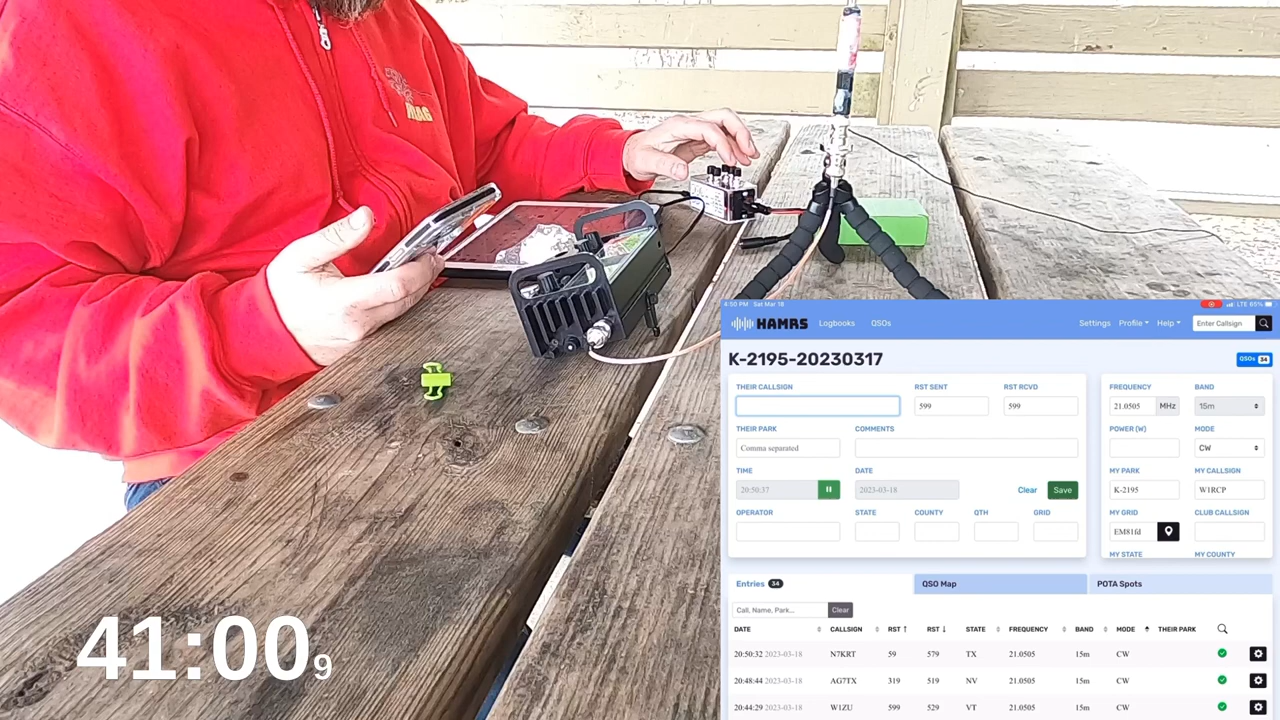 RIAG
4:50 PM Sat Mar 18
LTE 65%
HAMRS
Logbooks
QSOs
Settings
Profile
Help
Enter Callsign
K-2195-20230317
QSOs 34
THEIR CALLSIGN
RST SENT
RST RCVD
599
599
THEIR PARK
COMMENTS
Comma separated
TIME
DATE
20:50:37
2023-03-18
Clear
Save
OPERATOR
STATE
COUNTY
QTH
GRID
FREQUENCY
BAND
21.0505 MHz
15m
POWER (W)
MODE
CW
MY PARK
MY CALLSIGN
K-2195
W1RCP
MY GRID
CLUB CALLSIGN
EM81fd
MY STATE
MY COUNTY
Entries 34
QSO Map
POTA Spots
Call, Name, Park...
Clear
DATE CALLSIGN RST ↑ RST ↓ STATE FREQUENCY BAND MODE THEIR PARK
20:50:32 2023-03-18 N7KRT 59 579 TX 21.0505 15m CW
20:48:44 2023-03-18 AG7TX 319 519 NV 21.0505 15m CW
20:44:29 2023-03-18 W1ZU 599 529 VT 21.0505 15m CW
41:009